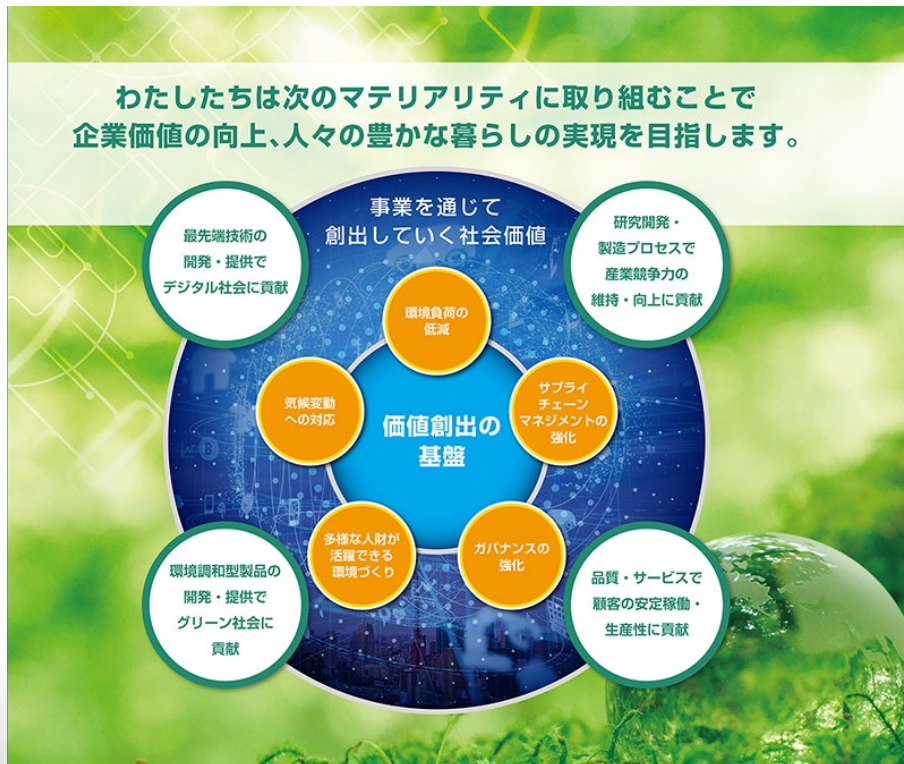 わたしたちは次のマテリアリティに取り組むことで
企業価値の向上、人々の豊かな暮らしの実現を目指します。
事業を通じて
創出していく社会価値
最先端技術の
開発・提供で
デジタル社会に貢献
研究開発・
製造プロセスで
産業競争力の
維持・向上に貢献
環境負荷の
低減
気候変動
への対応
サプライ
チェーン
マネジメントの
強化
価値創出の
基盤
多様な人財が
活躍できる
環境づくり
ガバナンスの
強化
環境調和型製品の
開発・提供で
グリーン社会に
貢献
品質・サービスで
顧客の安定稼働・
生産性に貢献